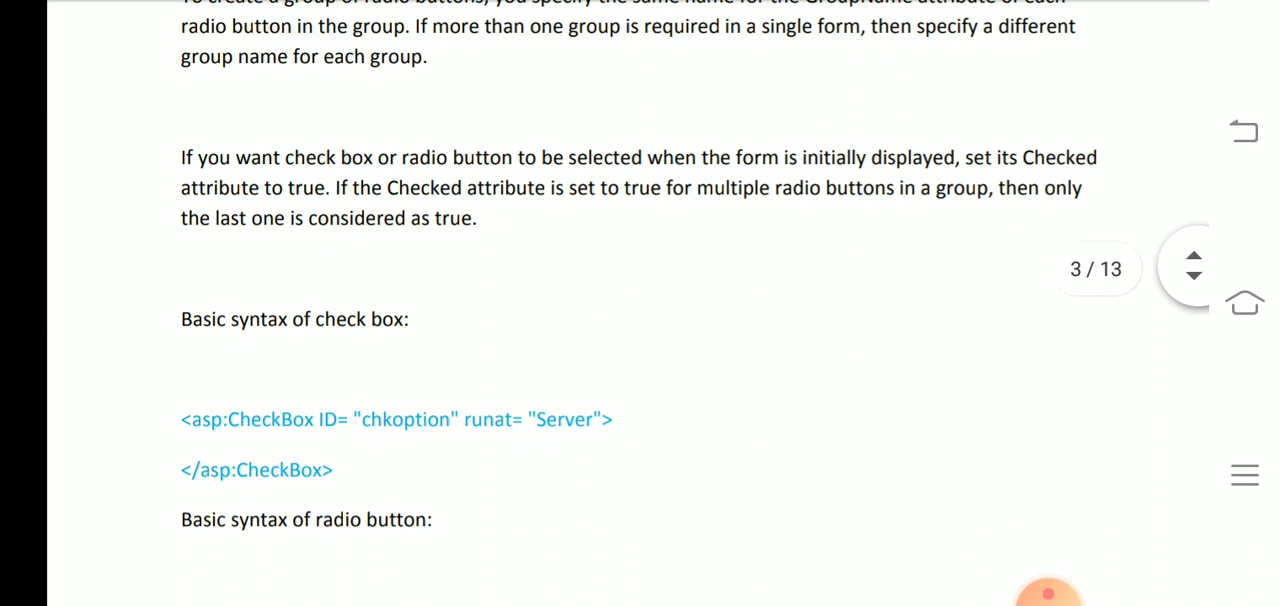 radio button in the group. If more than one group is required in a single form, then specify a different
group name for each group.
If you want check box or radio button to be selected when the form is initially displayed, set its Checked
attribute to true. If the Checked attribute is set to true for multiple radio buttons in a group, then only
the last one is considered as true.
3 / 13
Basic syntax of check box:
<asp:CheckBox ID= "chkoption" runat= "Server">
</asp:CheckBox>
Basic syntax of radio button: